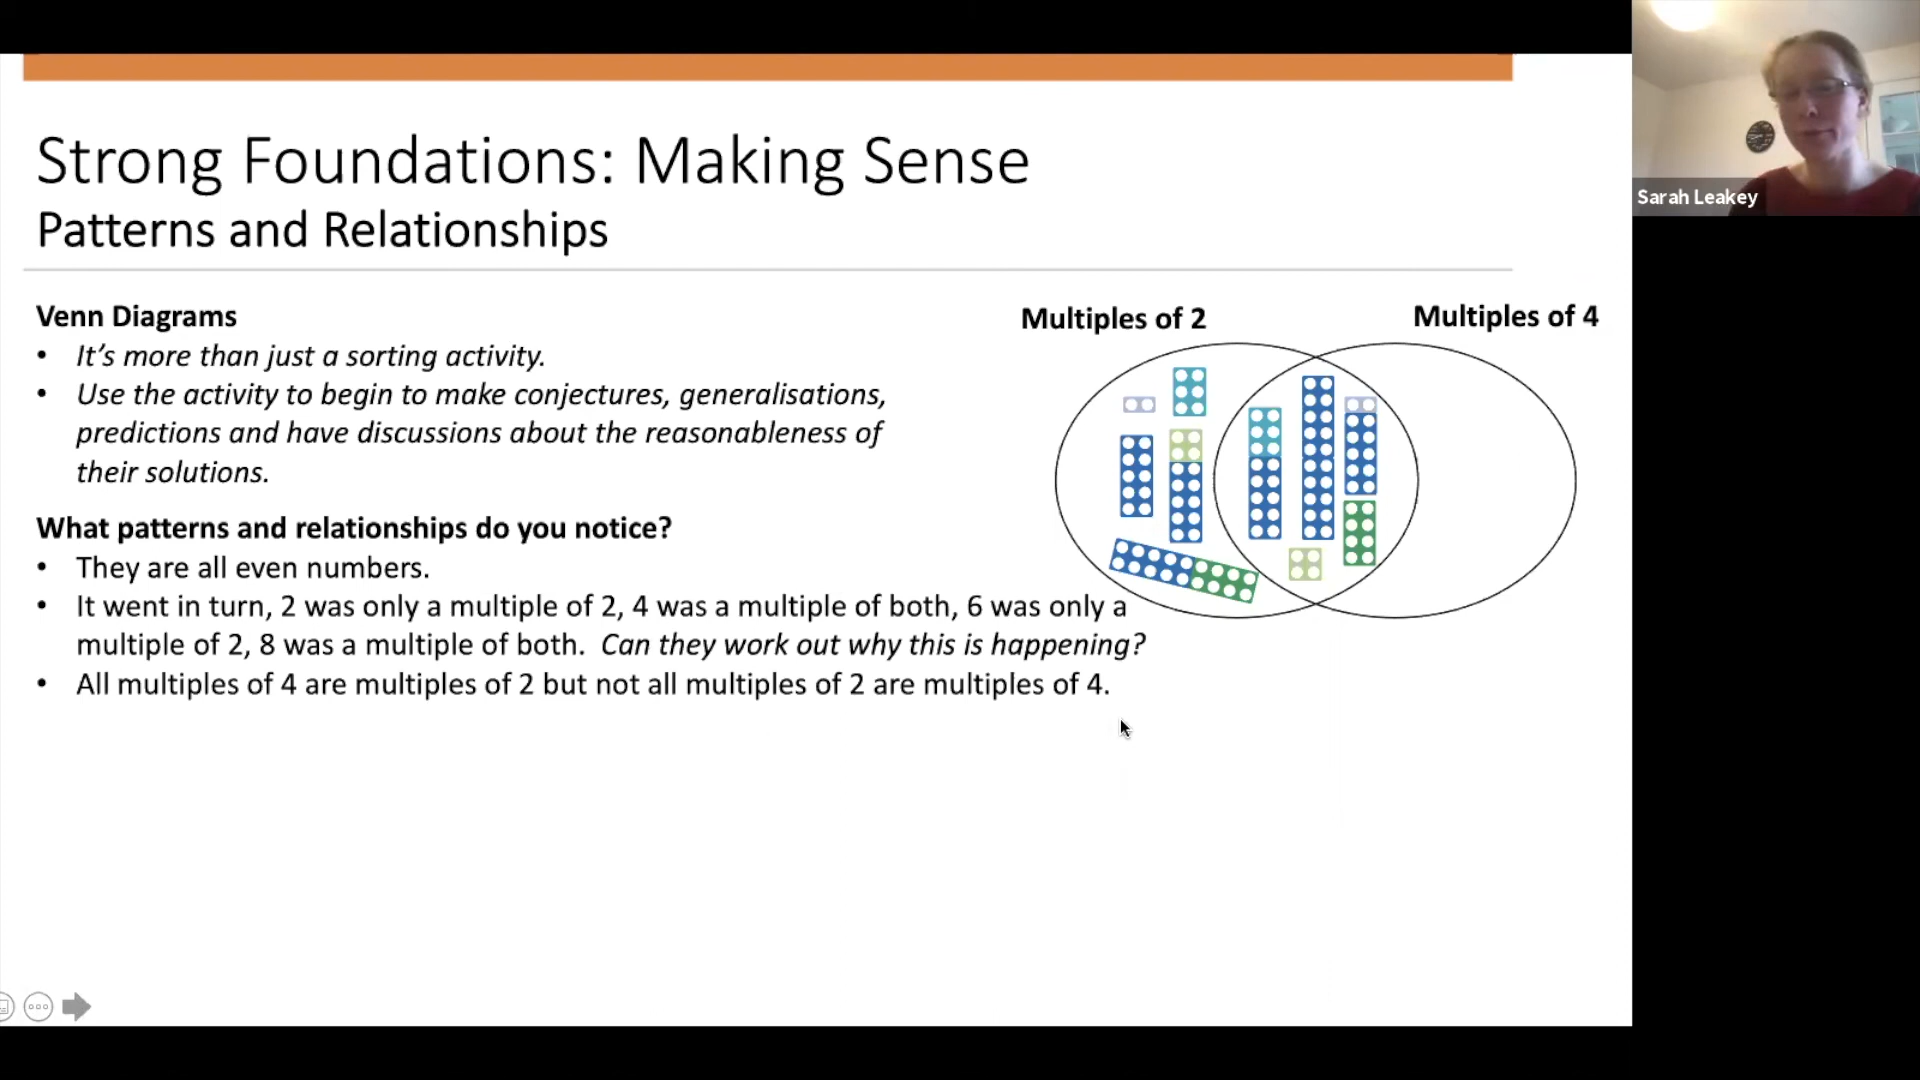 Strong Foundations: Making Sense
Patterns and Relationships
Sarah Leakey
Venn Diagrams
• It’s more than just a sorting activity.
• Use the activity to begin to make conjectures, generalisations,
predictions and have discussions about the reasonableness of
their solutions.
What patterns and relationships do you notice?
• They are all even numbers.
• It went in turn, 2 was only a multiple of 2, 4 was a multiple of both, 6 was only a
multiple of 2, 8 was a multiple of both. Can they work out why this is happening?
• All multiples of 4 are multiples of 2 but not all multiples of 2 are multiples of 4.
Multiples of 2
Multiples of 4